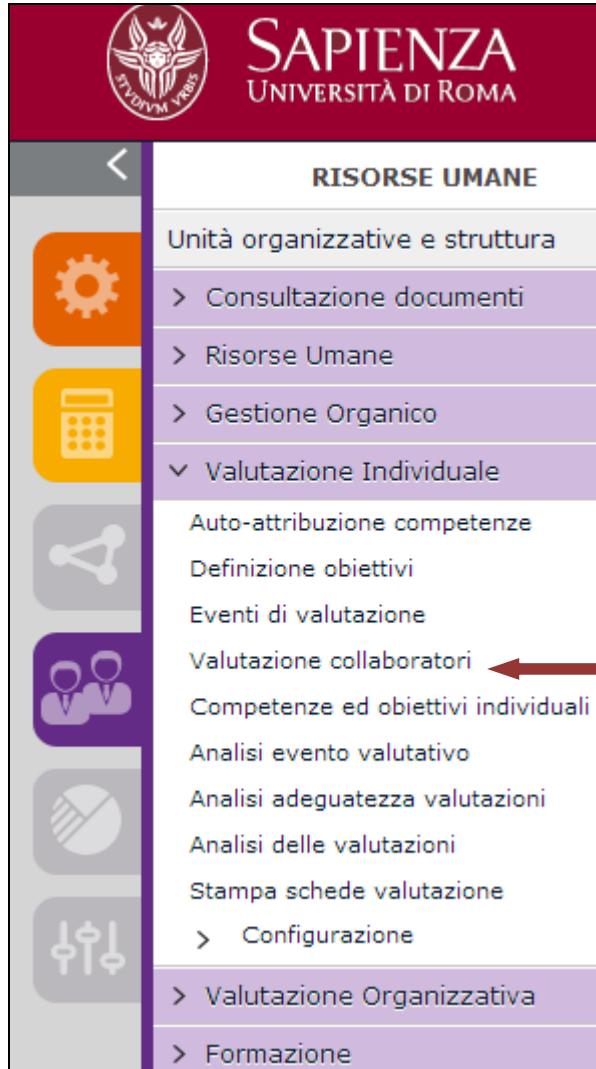 STVDIVM VRBIS
SAPIENZA
UNIVERSITÀ DI ROMA
RISORSE UMANE
Unità organizzative e struttura
> Consultazione documenti
> Risorse Umane
> Gestione Organico
Valutazione Individuale
Auto-attribuzione competenze
Definizione obiettivi
Eventi di valutazione
Valutazione collaboratori
Competenze ed obiettivi individuali
Analisi evento valutativo
Analisi adeguatezza valutazioni
Analisi delle valutazioni
Stampa schede valutazione
> Configurazione
> Valutazione Organizzativa
> Formazione